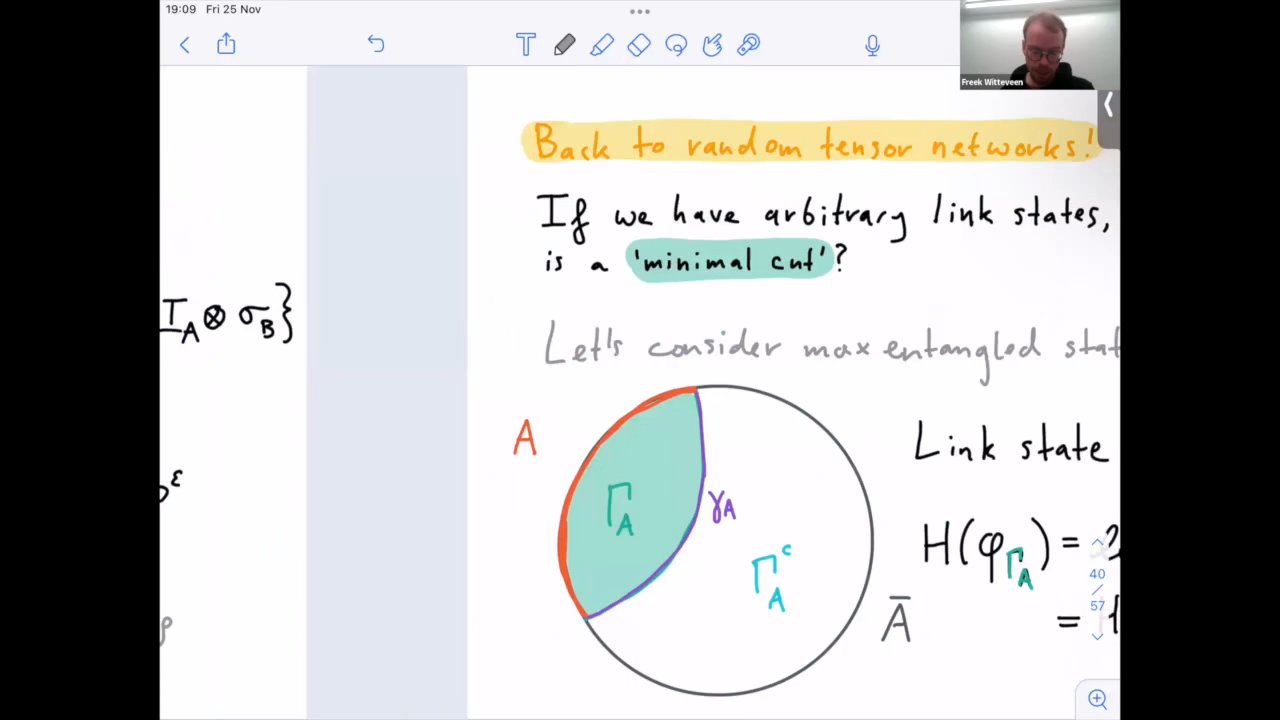 19:09 Fri 25 Nov
Freek Witteveen
Back to random tensor networks!
If we have arbitrary link states,
is a 'minimal cut'?
I_A ⊗ σ_B}
Let's consider max entangled stat
A
Γ_A
γ_A
Γ_A^c
Ā
Link state
H(φ_Γ_A) =
=
ε
40
/
57